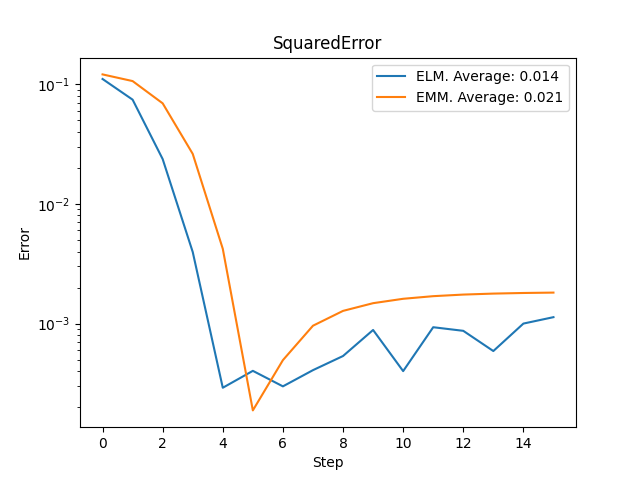 SquaredError
ELM. Average: 0.014
EMM. Average: 0.021
10⁻¹
10⁻²
10⁻³
Error
0 2 4 6 8 10 12 14
Step